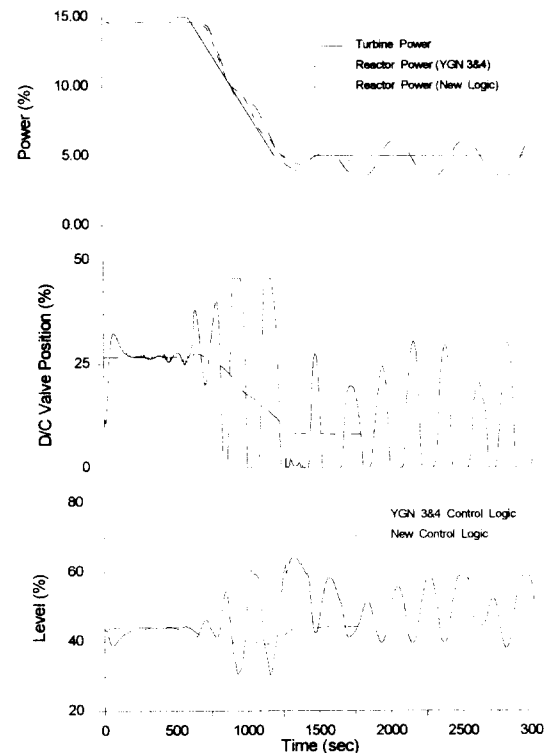 15.00
10.00
5.00
0.00
Power (%)
Turbine Power
Reactor Power (YGN 3&4)
Reactor Power (New Logic)
50
25
0
D/C Valve Position (%)
80
60
40
20
Level (%)
YGN 3&4 Control Logic
New Control Logic
0 500 1000 1500 2000 2500 300
Time (sec)